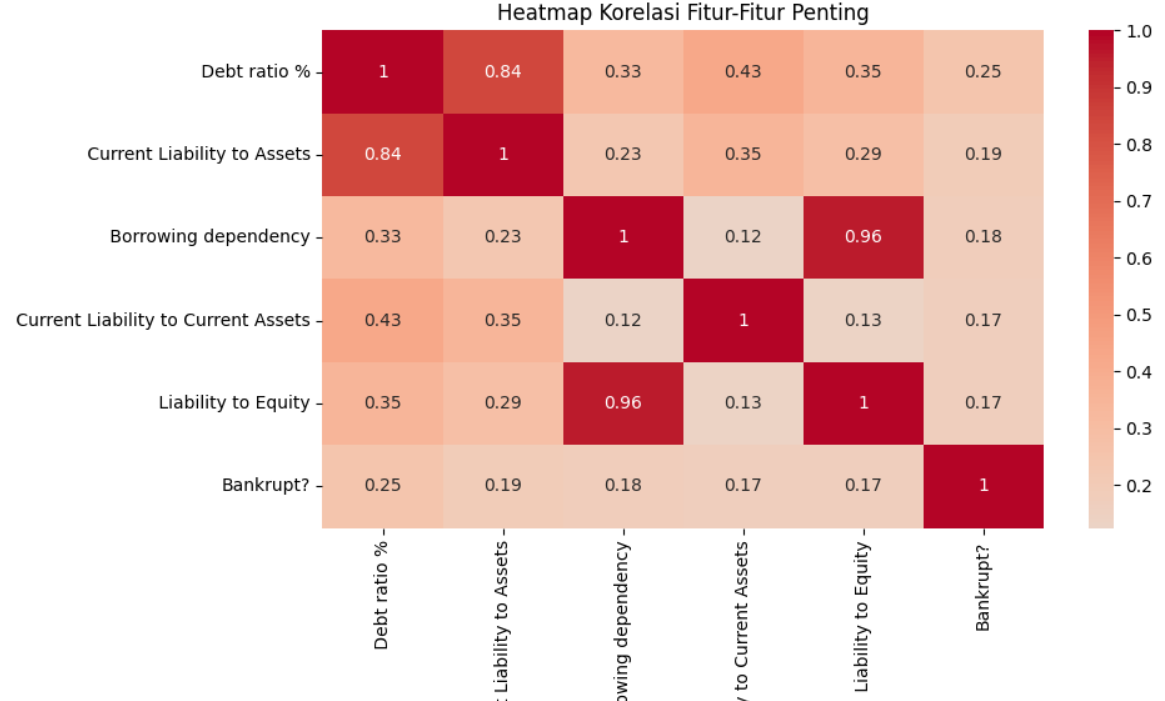 Heatmap Korelasi Fitur-Fitur Penting
Debt ratio % 1 0.84 0.33 0.43 0.35 0.25
Current Liability to Assets 0.84 1 0.23 0.35 0.29 0.19
Borrowing dependency 0.33 0.23 1 0.12 0.96 0.18
Current Liability to Current Assets 0.43 0.35 0.12 1 0.13 0.17
Liability to Equity 0.35 0.29 0.96 0.13 1 0.17
Bankrupt? 0.25 0.19 0.18 0.17 0.17 1
1.0
0.9
0.8
0.7
0.6
0.5
0.4
0.3
0.2
Debt ratio %
Liability to Assets
owing dependency
to Current Assets
Liability to Equity
Bankrupt?